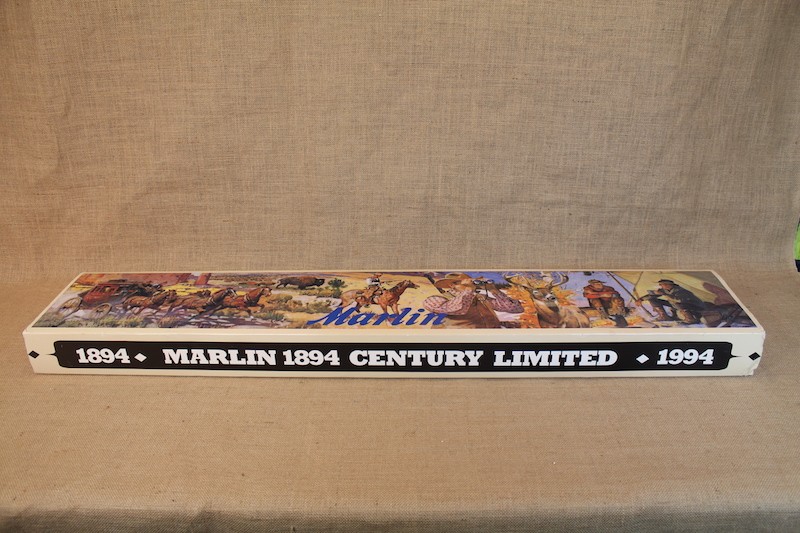 Marlin
1894 ♦ MARLIN 1894 CENTURY LIMITED ♦ 1994